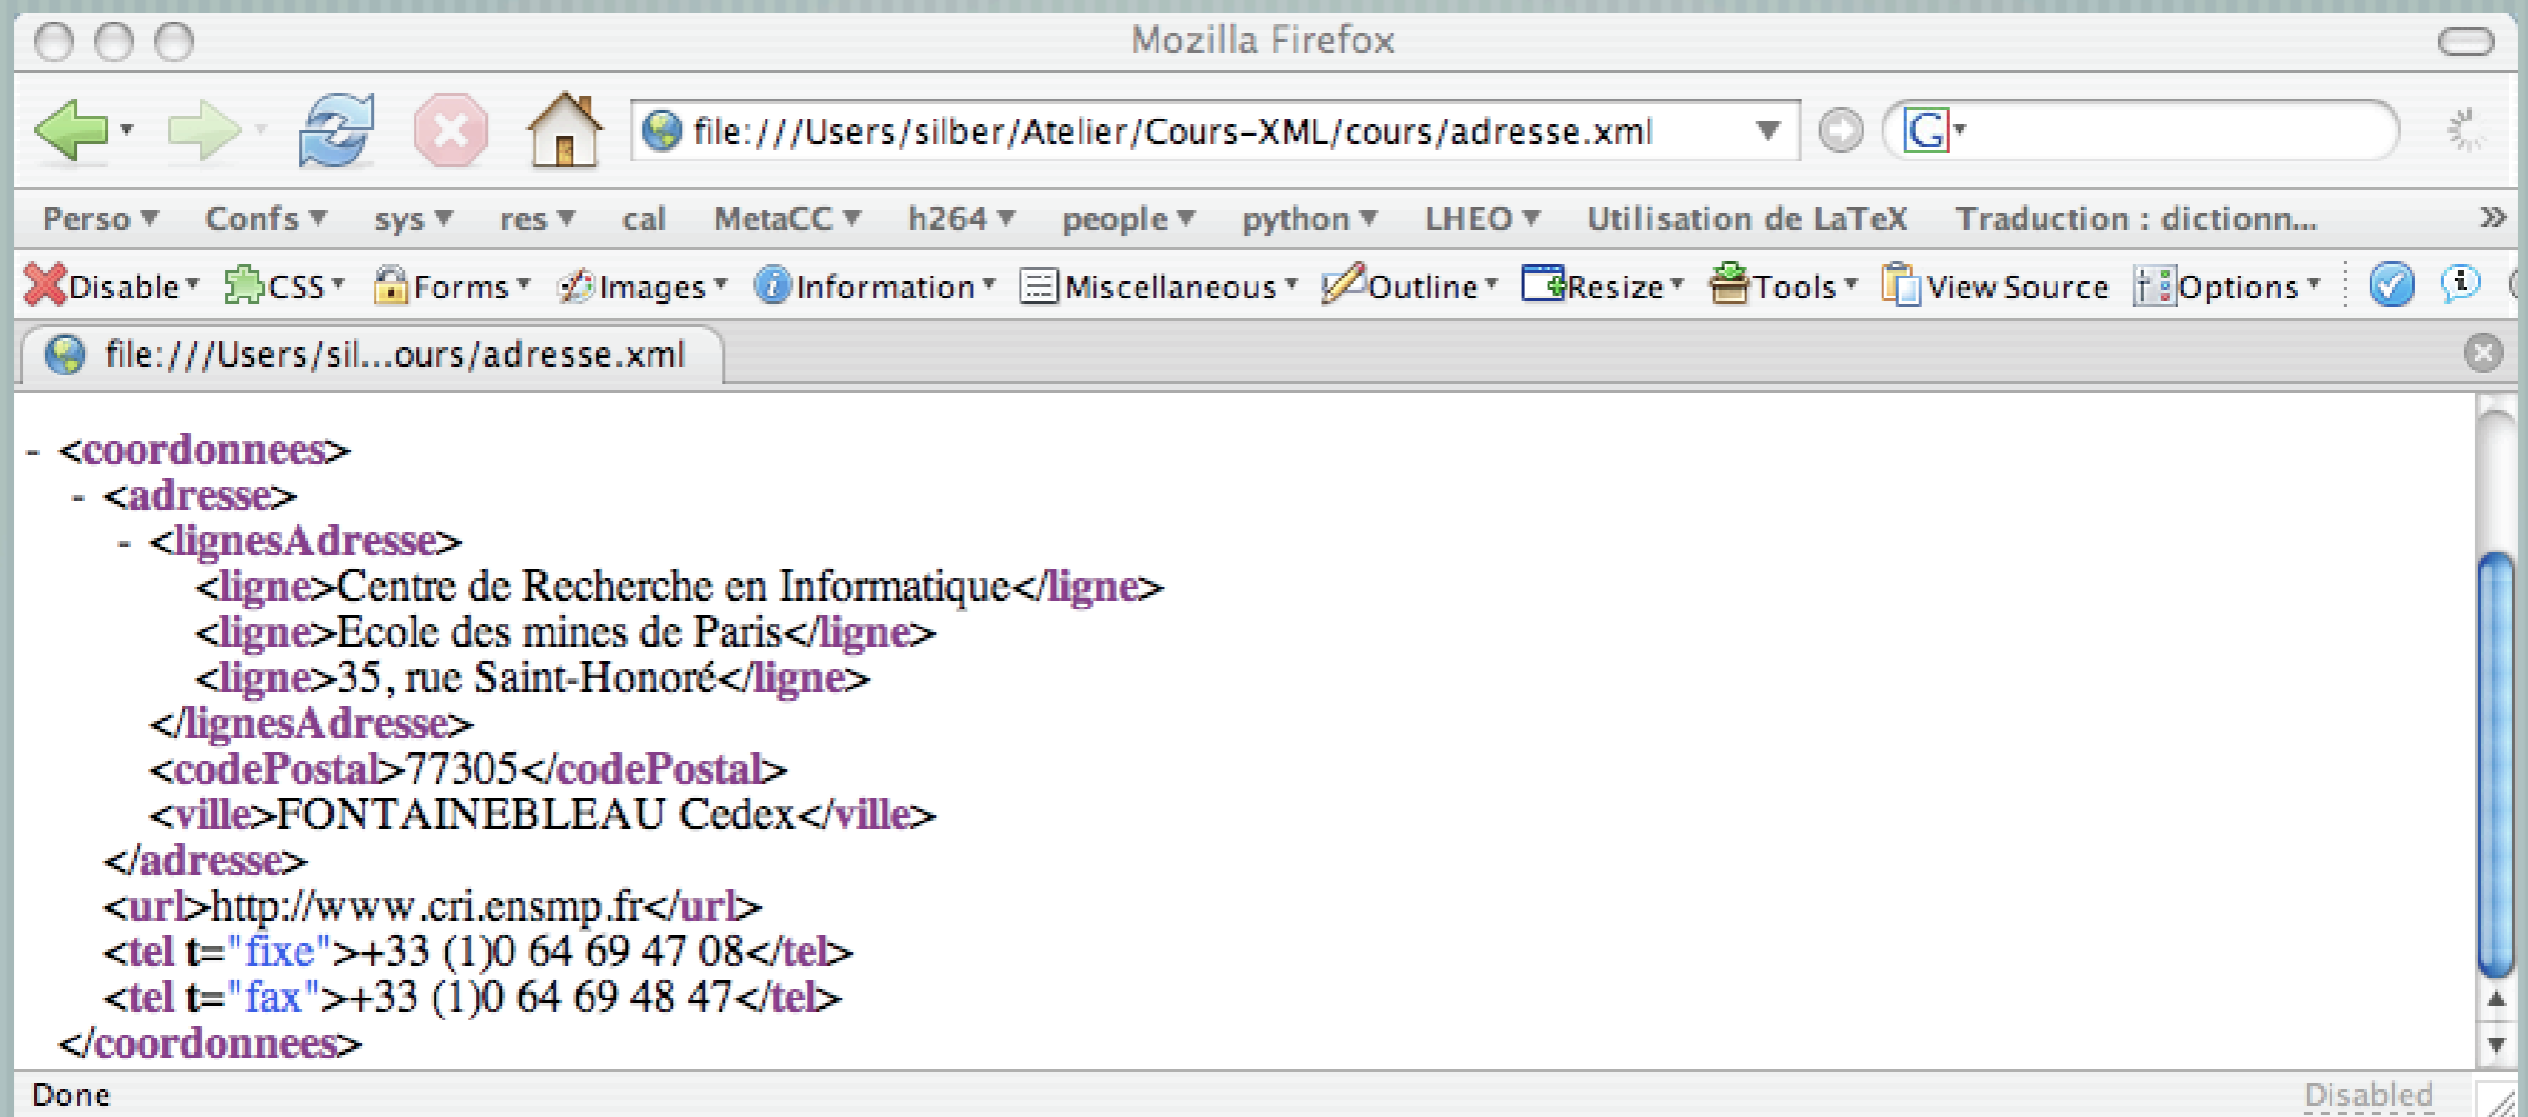 Mozilla Firefox
file:///Users/silber/Atelier/Cours-XML/cours/adresse.xml
G
Perso Confs sys res cal MetaCC h264 people python LHEO Utilisation de LaTeX Traduction : dictionn... »
Disable CSS Forms Images Information Miscellaneous Outline Resize Tools View Source Options
file:///Users/sil...ours/adresse.xml
- <coordonnees>
- <adresse>
- <lignesAdresse>
<ligne>Centre de Recherche en Informatique</ligne>
<ligne>Ecole des mines de Paris</ligne>
<ligne>35, rue Saint-Honoré</ligne>
</lignesAdresse>
<codePostal>77305</codePostal>
<ville>FONTAINEBLEAU Cedex</ville>
</adresse>
<url>http://www.cri.ensmp.fr</url>
<tel t="fixe">+33 (1)0 64 69 47 08</tel>
<tel t="fax">+33 (1)0 64 69 48 47</tel>
</coordonnees>
Done Disabled